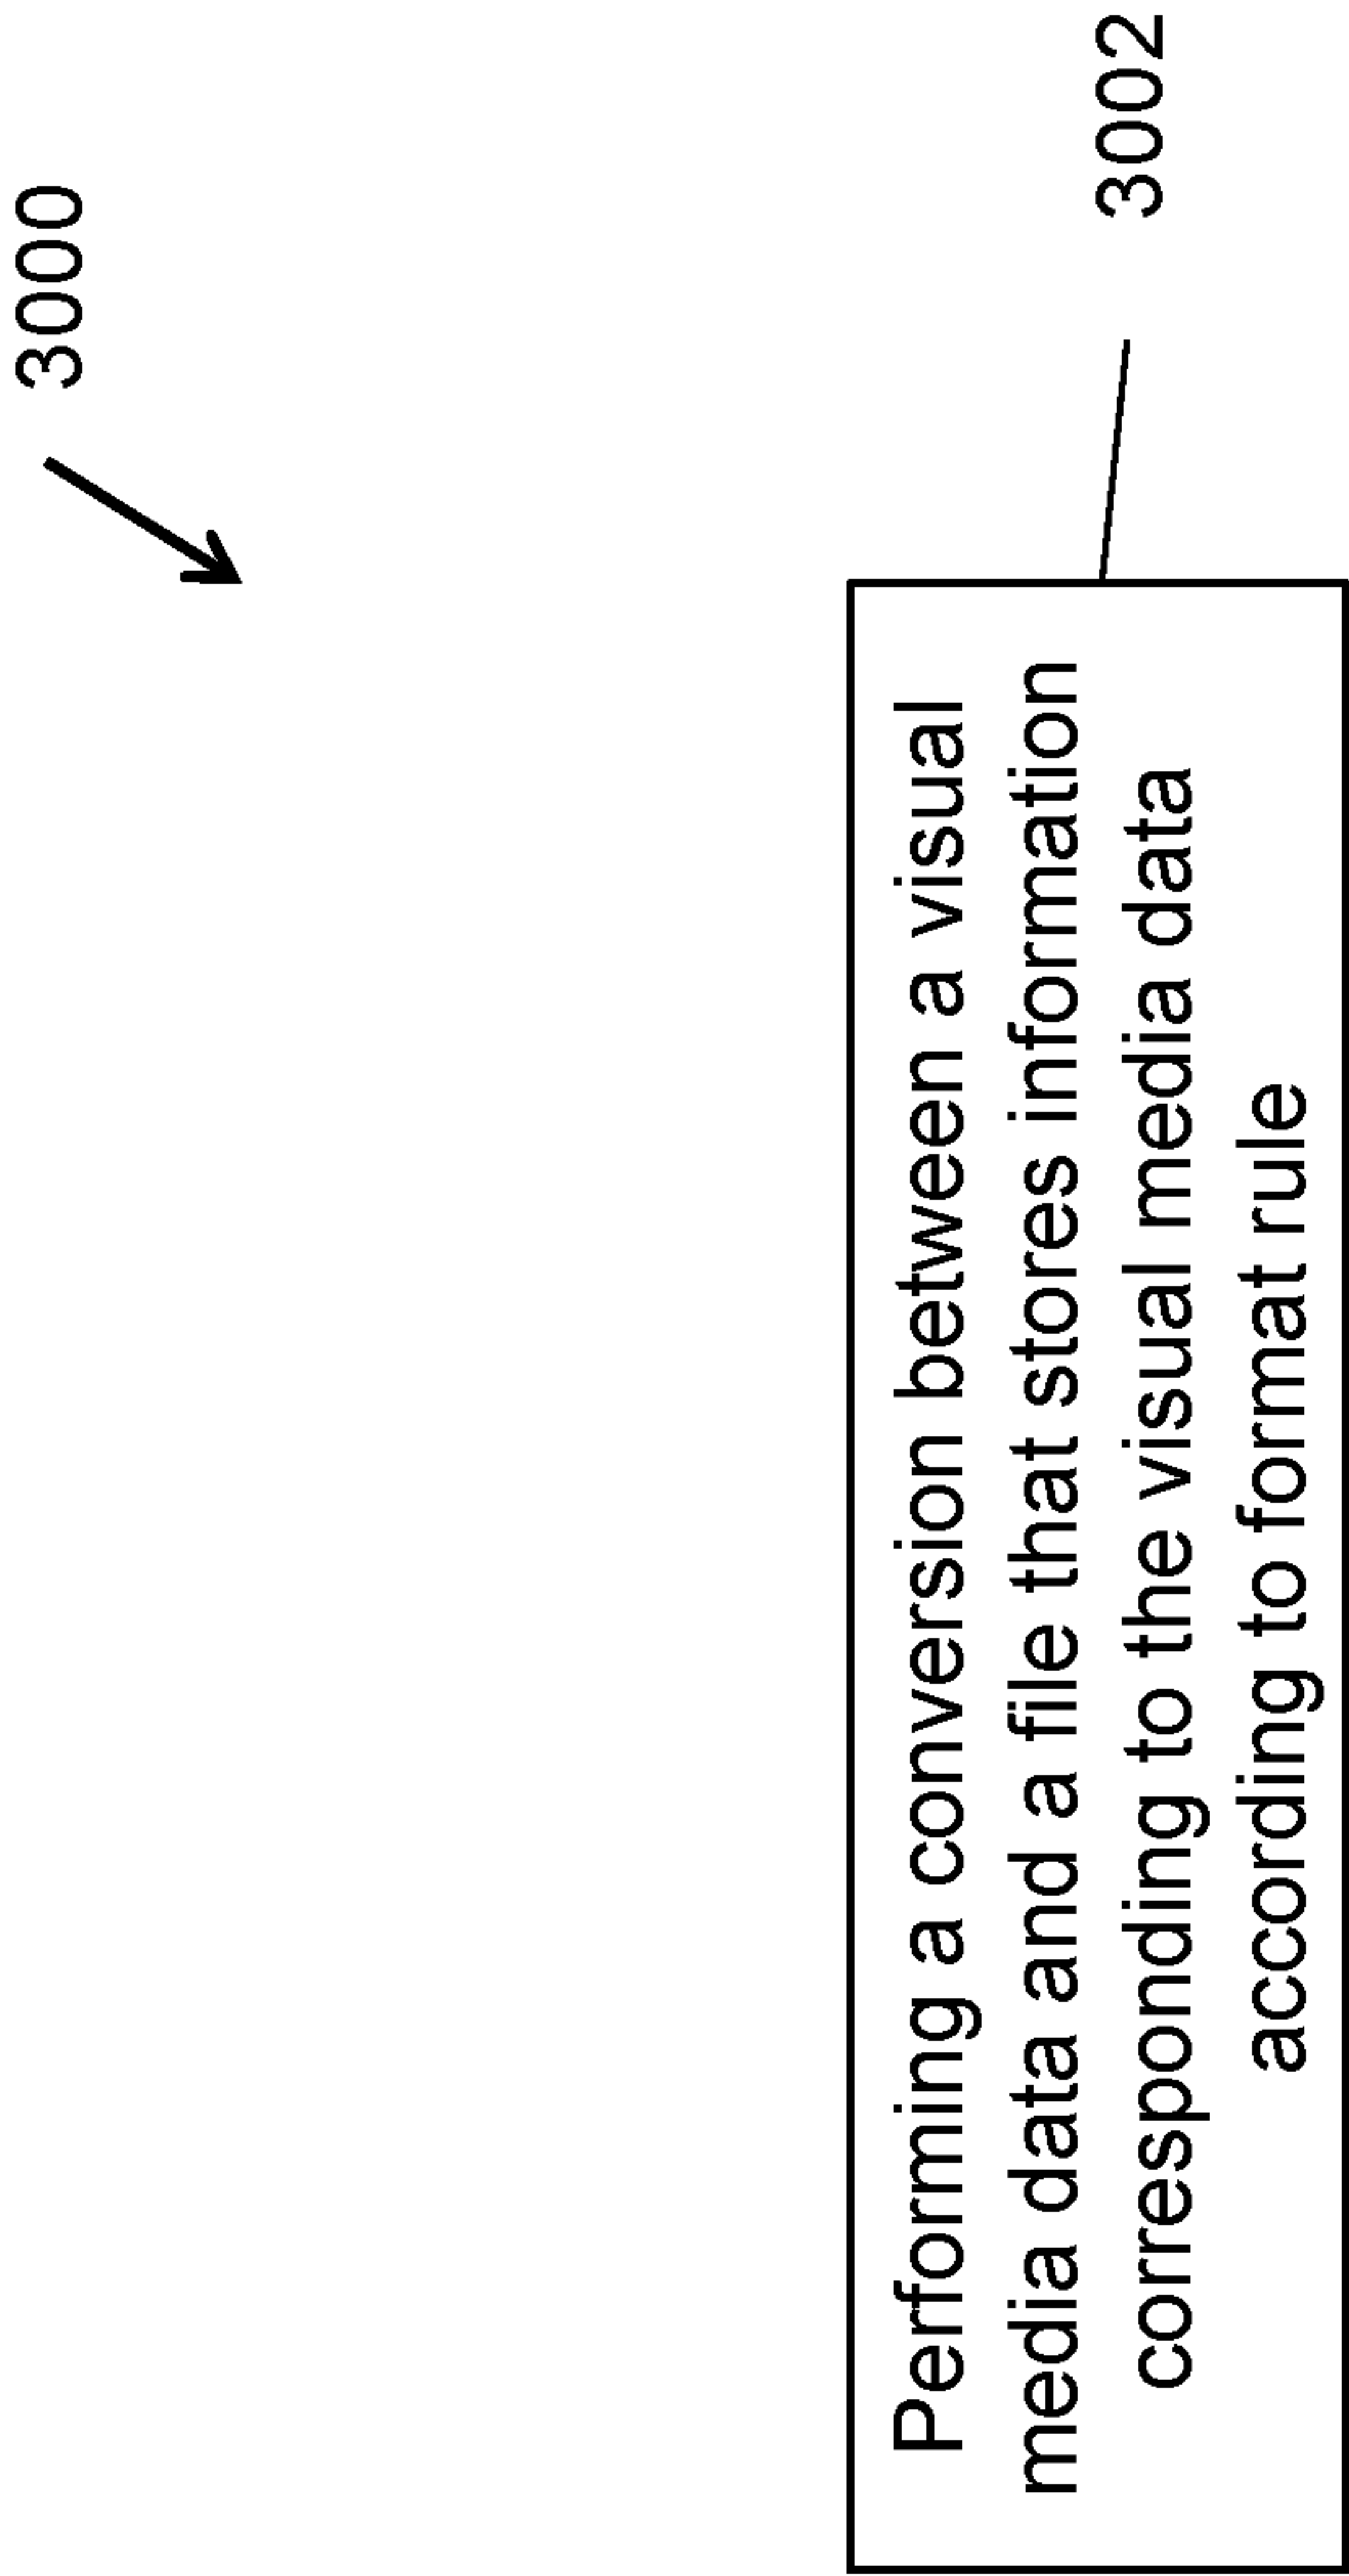 3000
Performing a conversion between a visual
media data and a file that stores information
corresponding to the visual media data
according to format rule
3002